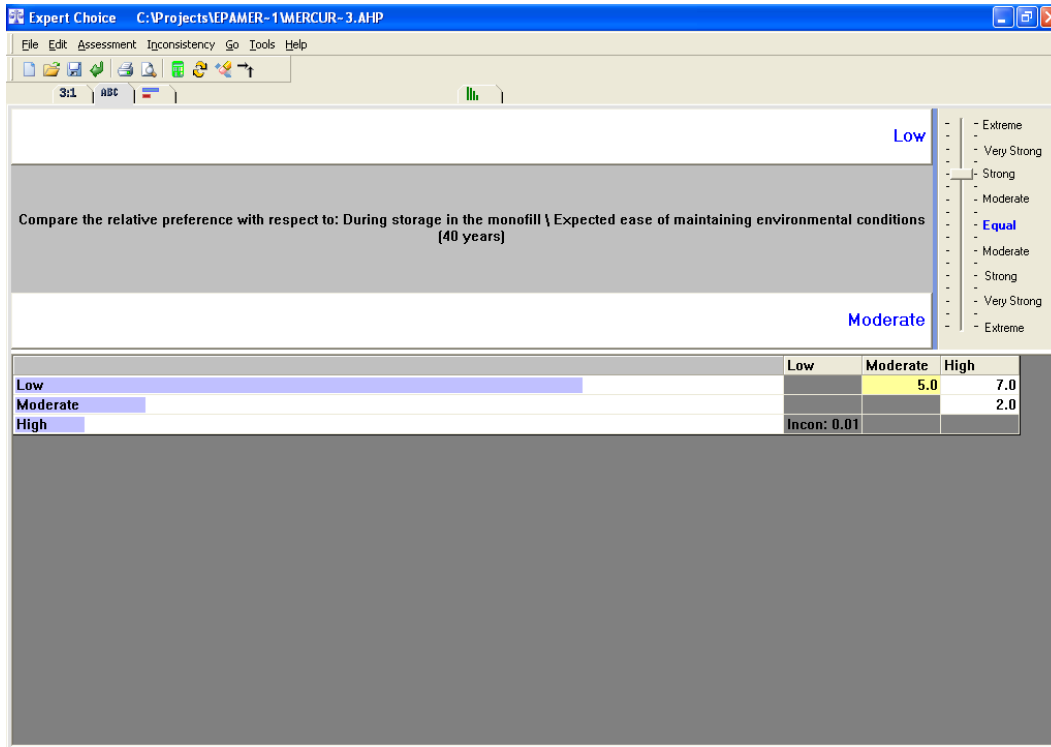 Expert Choice C:\Projects\EPAMER~1\MERCUR~3.AHP
File Edit Assessment Inconsistency Go Tools Help
3:1 ABC
Low
Compare the relative preference with respect to: During storage in the monofill \ Expected ease of maintaining environmental conditions
(40 years)
Moderate
Extreme
Very Strong
Strong
Moderate
Equal
Moderate
Strong
Very Strong
Extreme
Low Moderate High
Low 5.0 7.0
Moderate 2.0
High Incon: 0.01